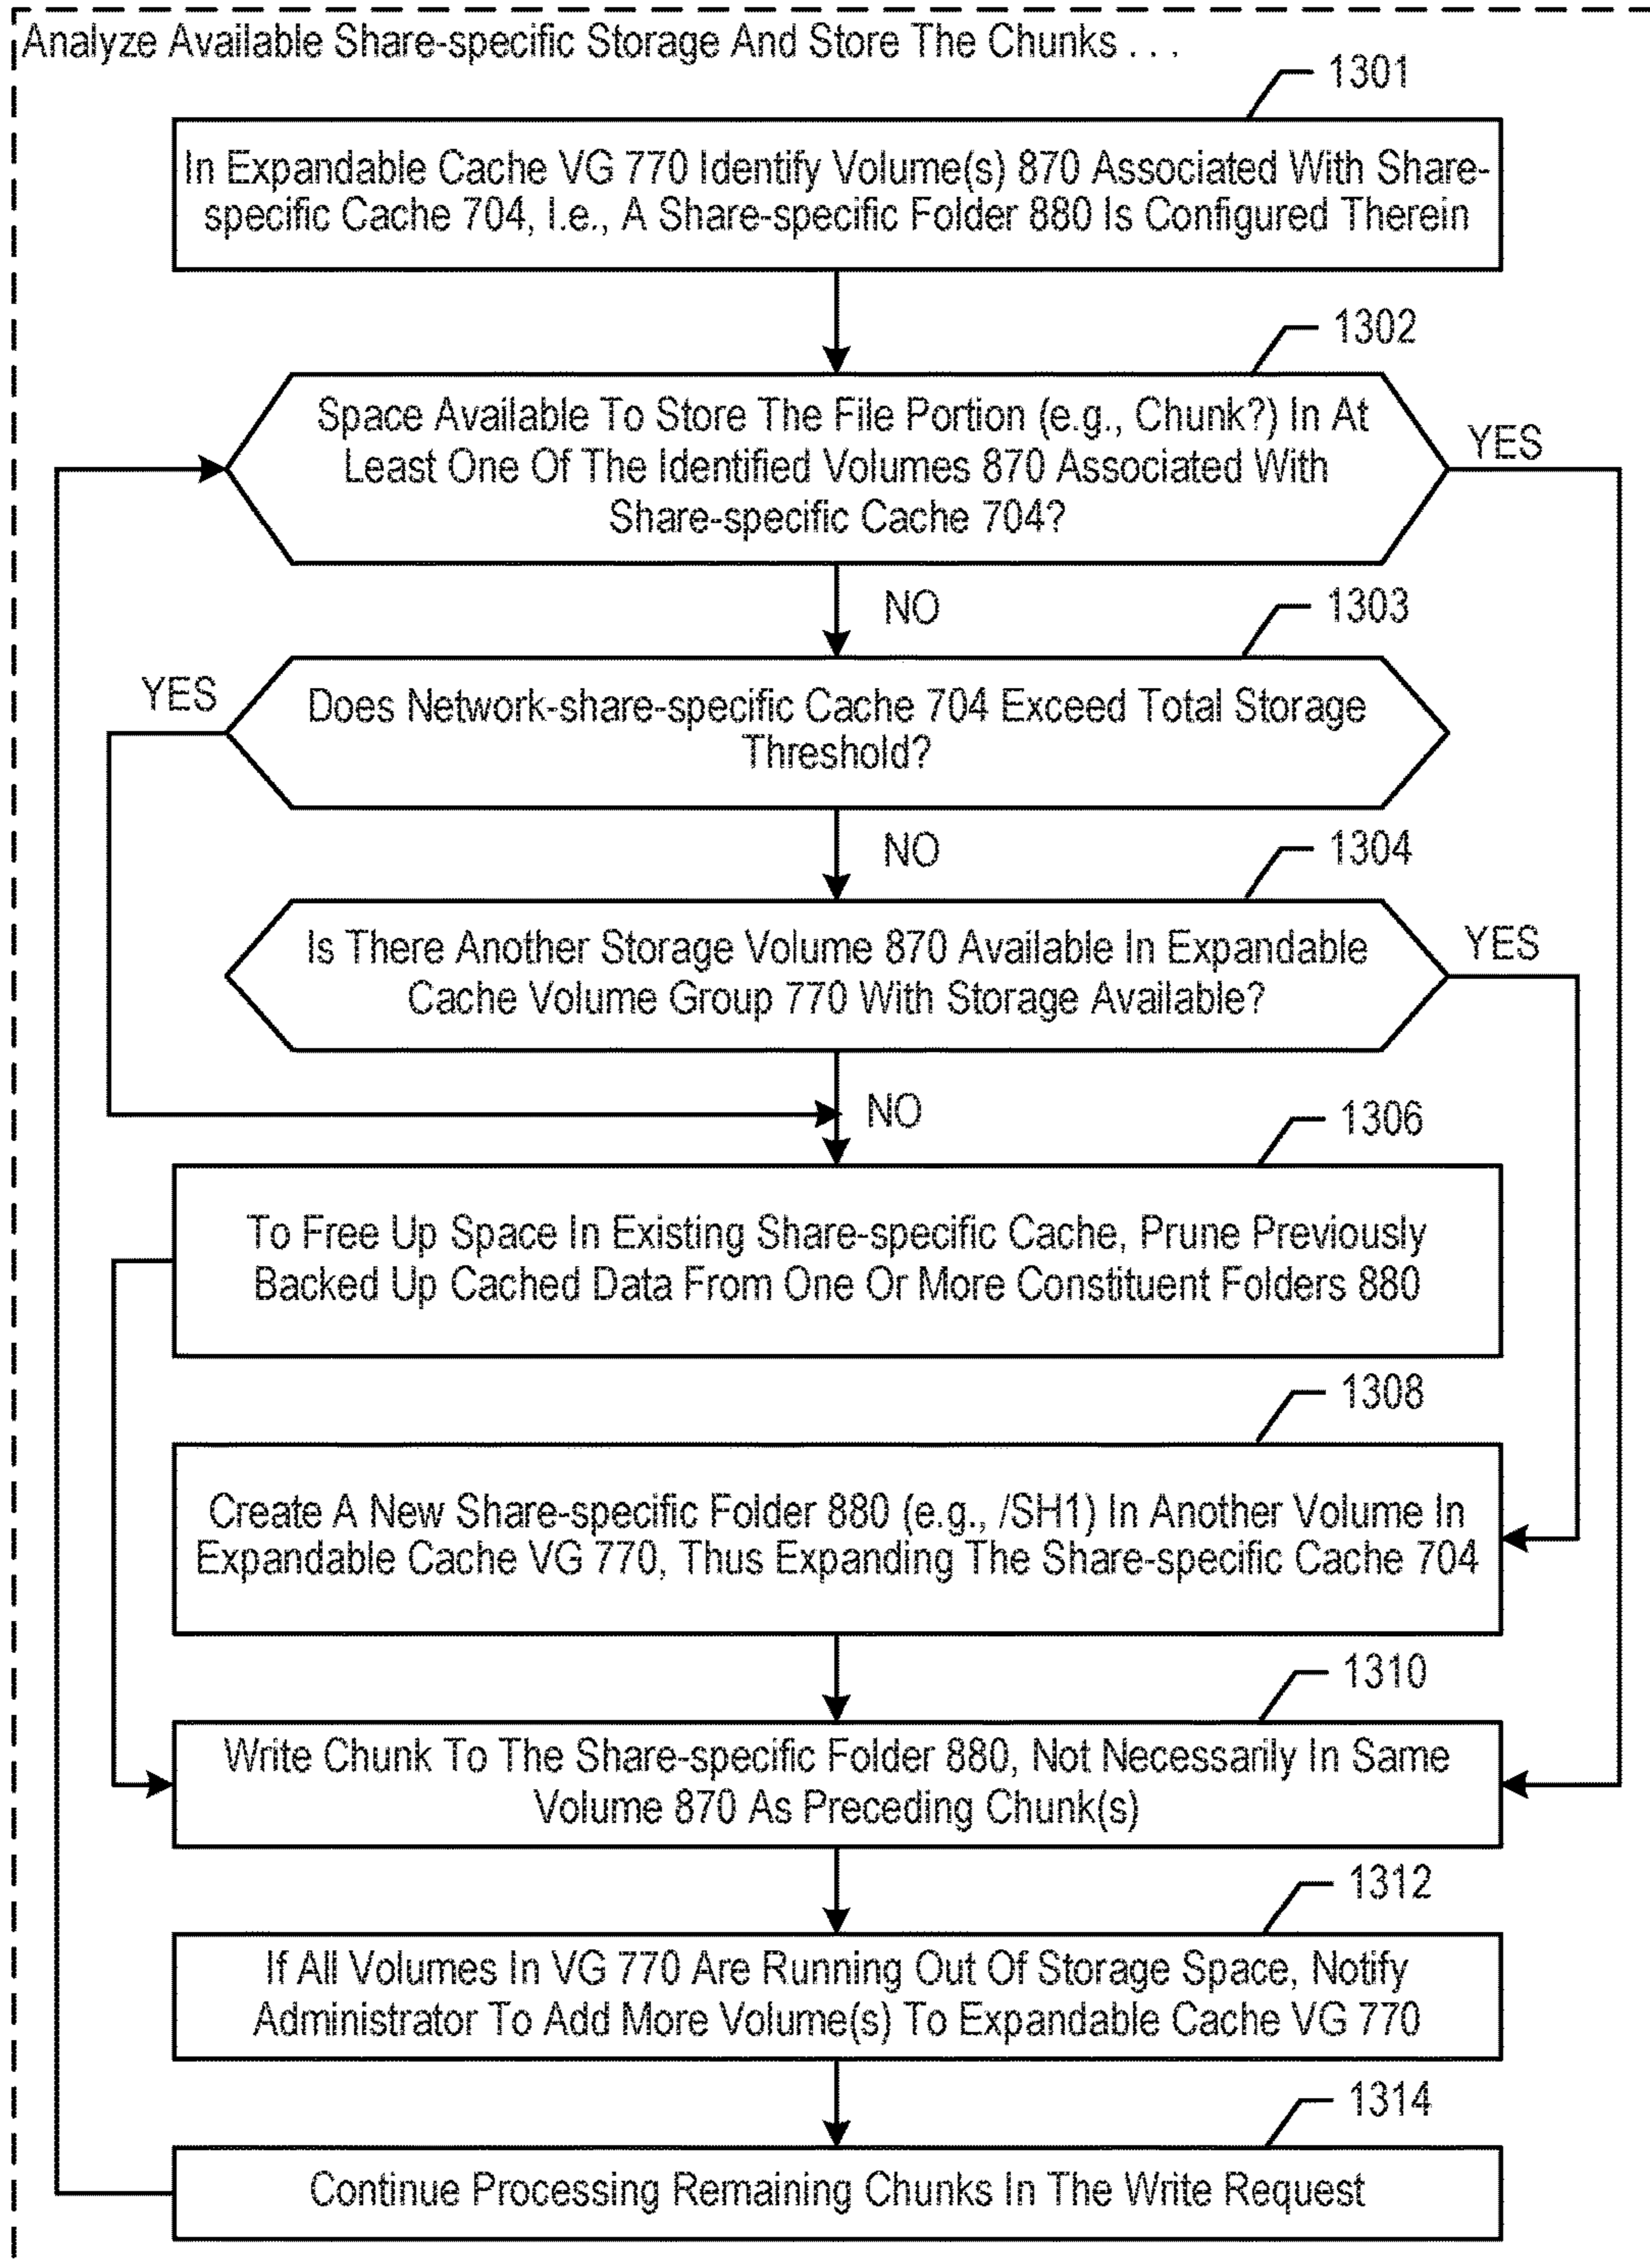 Analyze Available Share-specific Storage And Store The Chunks . . .
1301
In Expandable Cache VG 770 Identify Volume(s) 870 Associated With Share-
specific Cache 704, I.e., A Share-specific Folder 880 Is Configured Therein
1302
Space Available To Store The File Portion (e.g., Chunk?) In At
Least One Of The Identified Volumes 870 Associated With
Share-specific Cache 704?
YES
NO
1303
YES
Does Network-share-specific Cache 704 Exceed Total Storage
Threshold?
NO
1304
Is There Another Storage Volume 870 Available In Expandable
Cache Volume Group 770 With Storage Available?
YES
NO
1306
To Free Up Space In Existing Share-specific Cache, Prune Previously
Backed Up Cached Data From One Or More Constituent Folders 880
1308
Create A New Share-specific Folder 880 (e.g., /SH1) In Another Volume In
Expandable Cache VG 770, Thus Expanding The Share-specific Cache 704
1310
Write Chunk To The Share-specific Folder 880, Not Necessarily In Same
Volume 870 As Preceding Chunk(s)
1312
If All Volumes In VG 770 Are Running Out Of Storage Space, Notify
Administrator To Add More Volume(s) To Expandable Cache VG 770
1314
Continue Processing Remaining Chunks In The Write Request